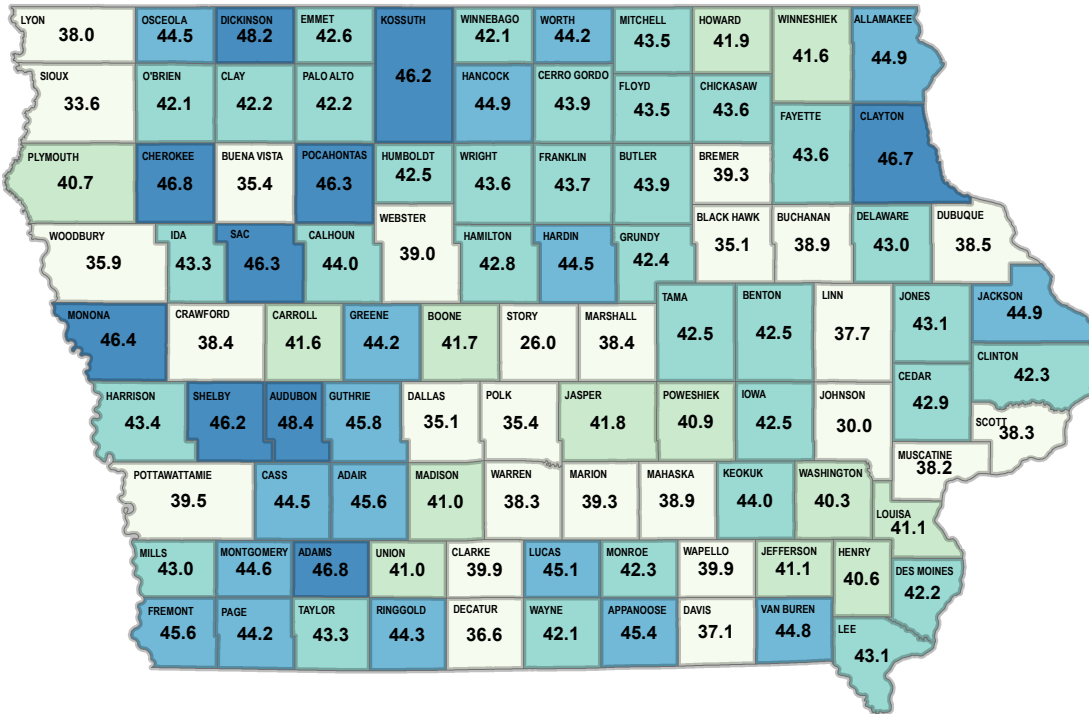 LYON
38.0
OSCEOLA
44.5
DICKINSON
48.2
EMMET
42.6
KOSSUTH
46.2
WINNEBAGO
42.1
WORTH
44.2
MITCHELL
43.5
HOWARD
41.9
WINNESHIEK
41.6
ALLAMAKEE
44.9
SIOUX
33.6
O'BRIEN
42.1
CLAY
42.2
PALO ALTO
42.2
HANCOCK
44.9
CERRO GORDO
43.9
FLOYD
43.5
CHICKASAW
43.6
FAYETTE
43.6
CLAYTON
46.7
PLYMOUTH
40.7
CHEROKEE
46.8
BUENA VISTA
35.4
POCAHONTAS
46.3
HUMBOLDT
42.5
WRIGHT
43.6
FRANKLIN
43.7
BUTLER
43.9
BREMER
39.3
WOODBURY
35.9
IDA
43.3
SAC
46.3
CALHOUN
44.0
WEBSTER
39.0
HAMILTON
42.8
HARDIN
44.5
GRUNDY
42.4
BLACK HAWK
35.1
BUCHANAN
38.9
DELAWARE
43.0
DUBUQUE
38.5
MONONA
46.4
CRAWFORD
38.4
CARROLL
41.6
GREENE
44.2
BOONE
41.7
STORY
26.0
MARSHALL
38.4
TAMA
42.5
BENTON
42.5
LINN
37.7
JONES
43.1
JACKSON
44.9
CLINTON
42.3
HARRISON
43.4
SHELBY
46.2
AUDUBON
48.4
GUTHRIE
45.8
DALLAS
35.1
POLK
35.4
JASPER
41.8
POWESHIEK
40.9
IOWA
42.5
JOHNSON
30.0
CEDAR
42.9
SCOTT
38.3
MUSCATINE
38.2
POTTAWATTAMIE
39.5
CASS
44.5
ADAIR
45.6
MADISON
41.0
WARREN
38.3
MARION
39.3
MAHASKA
38.9
KEOKUK
44.0
WASHINGTON
40.3
LOUISA
41.1
MILLS
43.0
MONTGOMERY
44.6
ADAMS
46.8
UNION
41.0
CLARKE
39.9
LUCAS
45.1
MONROE
42.3
WAPELLO
39.9
JEFFERSON
41.1
HENRY
40.6
DES MOINES
42.2
FREMONT
45.6
PAGE
44.2
TAYLOR
43.3
RINGGOLD
44.3
DECATUR
36.6
WAYNE
42.1
APPANOOSE
45.4
DAVIS
37.1
VAN BUREN
44.8
LEE
43.1